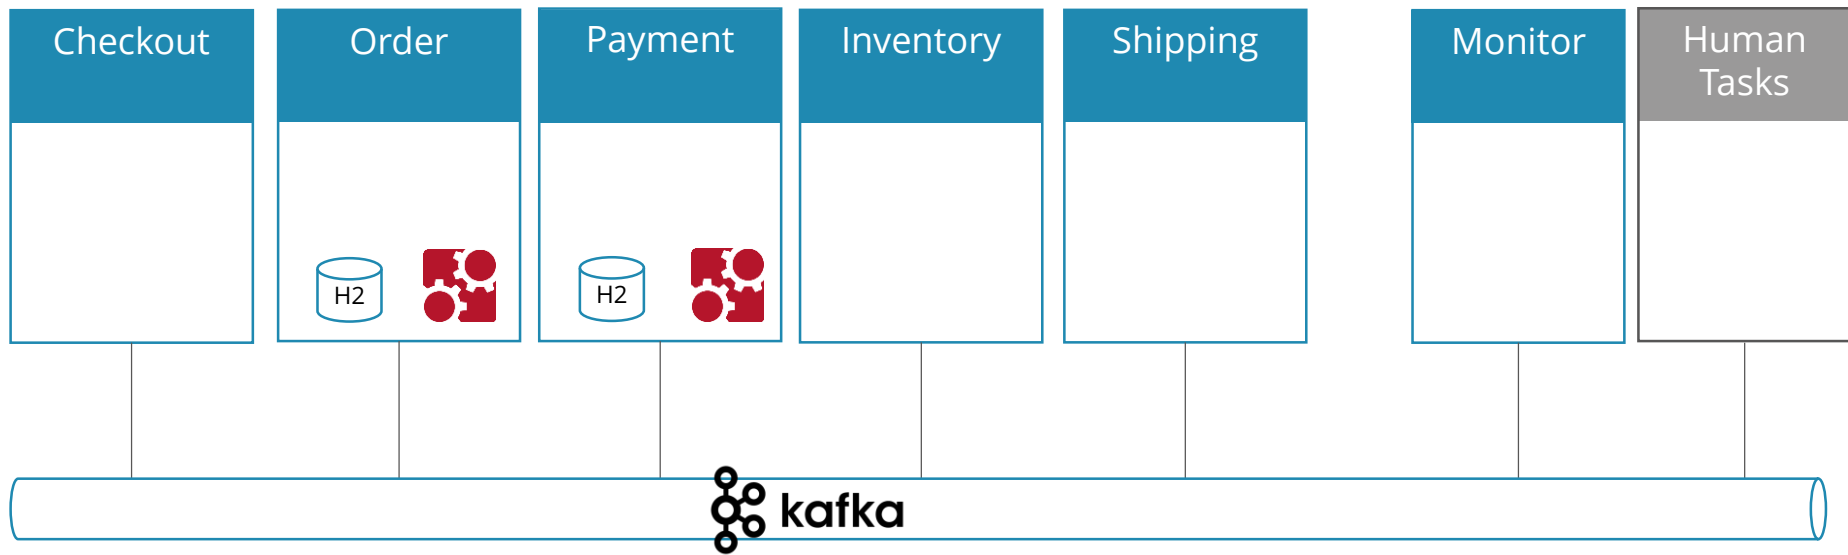 Checkout
Order
Payment
Inventory
Shipping
Monitor
Human
Tasks
H2
H2
kafka